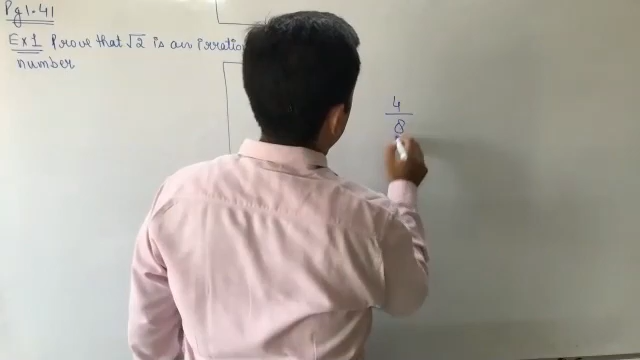 Pg 1.41
Ex 1 Prove that √2 is an irratio
number
4
8